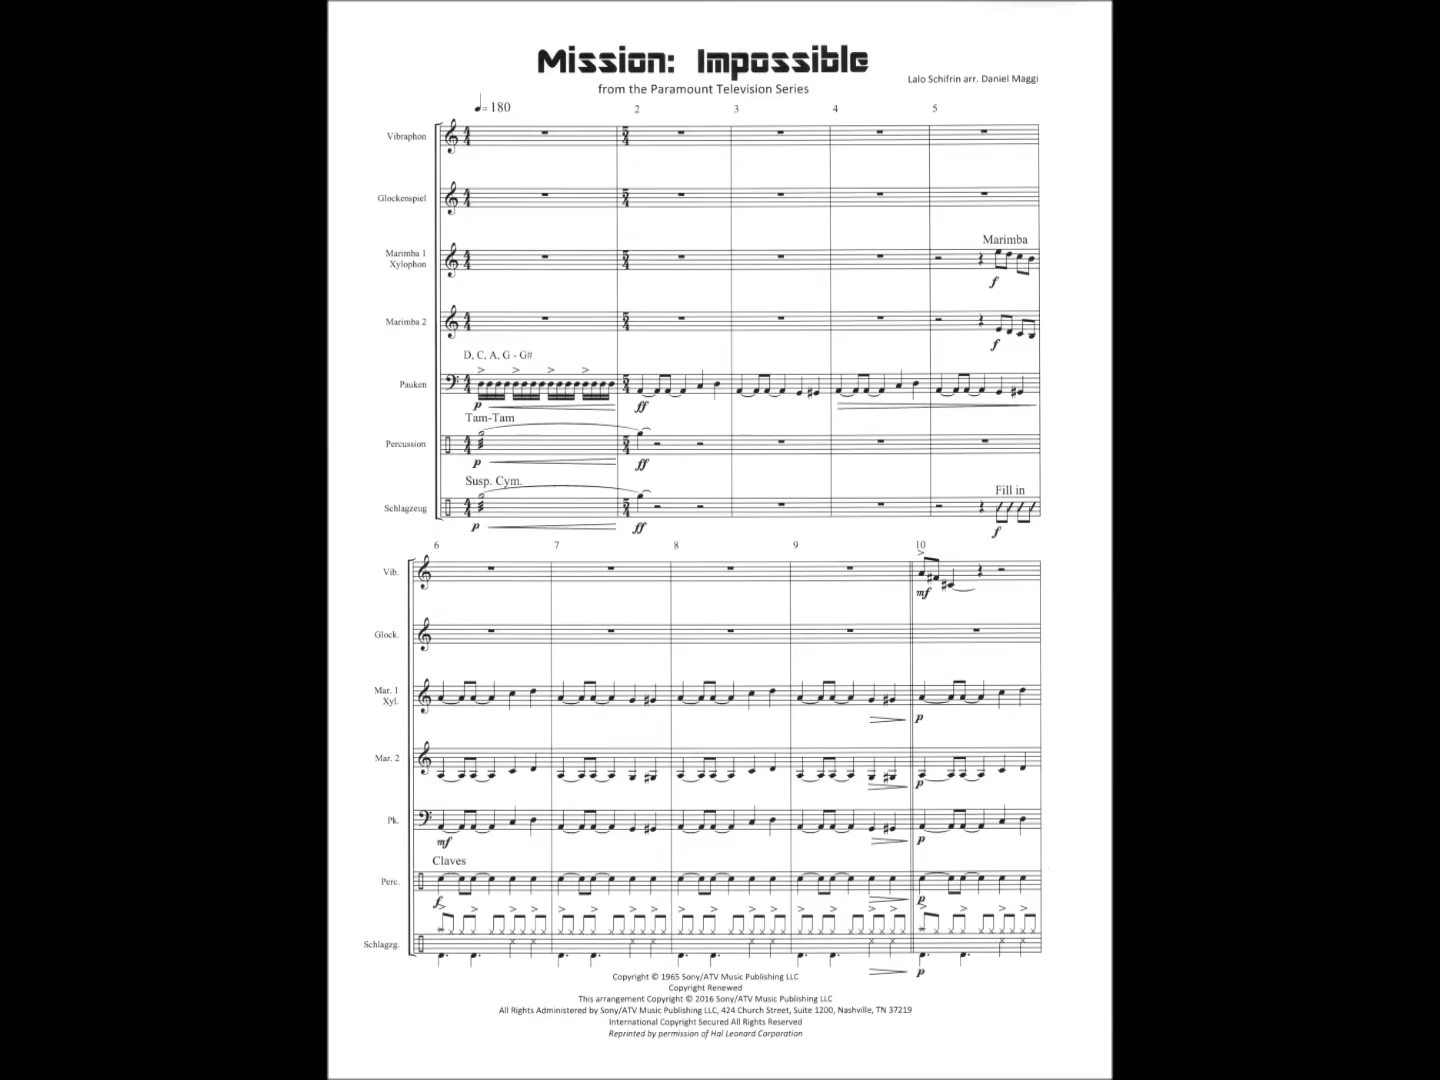 Mission: Impossible
from the Paramount Television Series
Lalo Schifrin arr. Daniel Maggi
= 180
2 3 4 5
Vibraphon
Glockenspiel
Marimba
Marimba 1
Xylophon
f
Marimba 2
f
D, C, A, G - G#
Pauken
p ff
Tam-Tam
Percussion
p ff
Susp. Cym.
Fill in
Schlagzeug
p ff f
6 7 8 9 10
Vib.
mf
Glock.
Mar. 1
Xyl.
p
Mar. 2
p
Pk.
mf p
Claves
Perc.
f p
Schlagzg.
p
Copyright © 1965 Sony/ATV Music Publishing LLC
Copyright Renewed
This arrangement Copyright © 2016 Sony/ATV Music Publishing LLC
All Rights Administered by Sony/ATV Music Publishing LLC, 424 Church Street, Suite 1200, Nashville, TN 37219
International Copyright Secured All Rights Reserved
Reprinted by permission of Hal Leonard Corporation